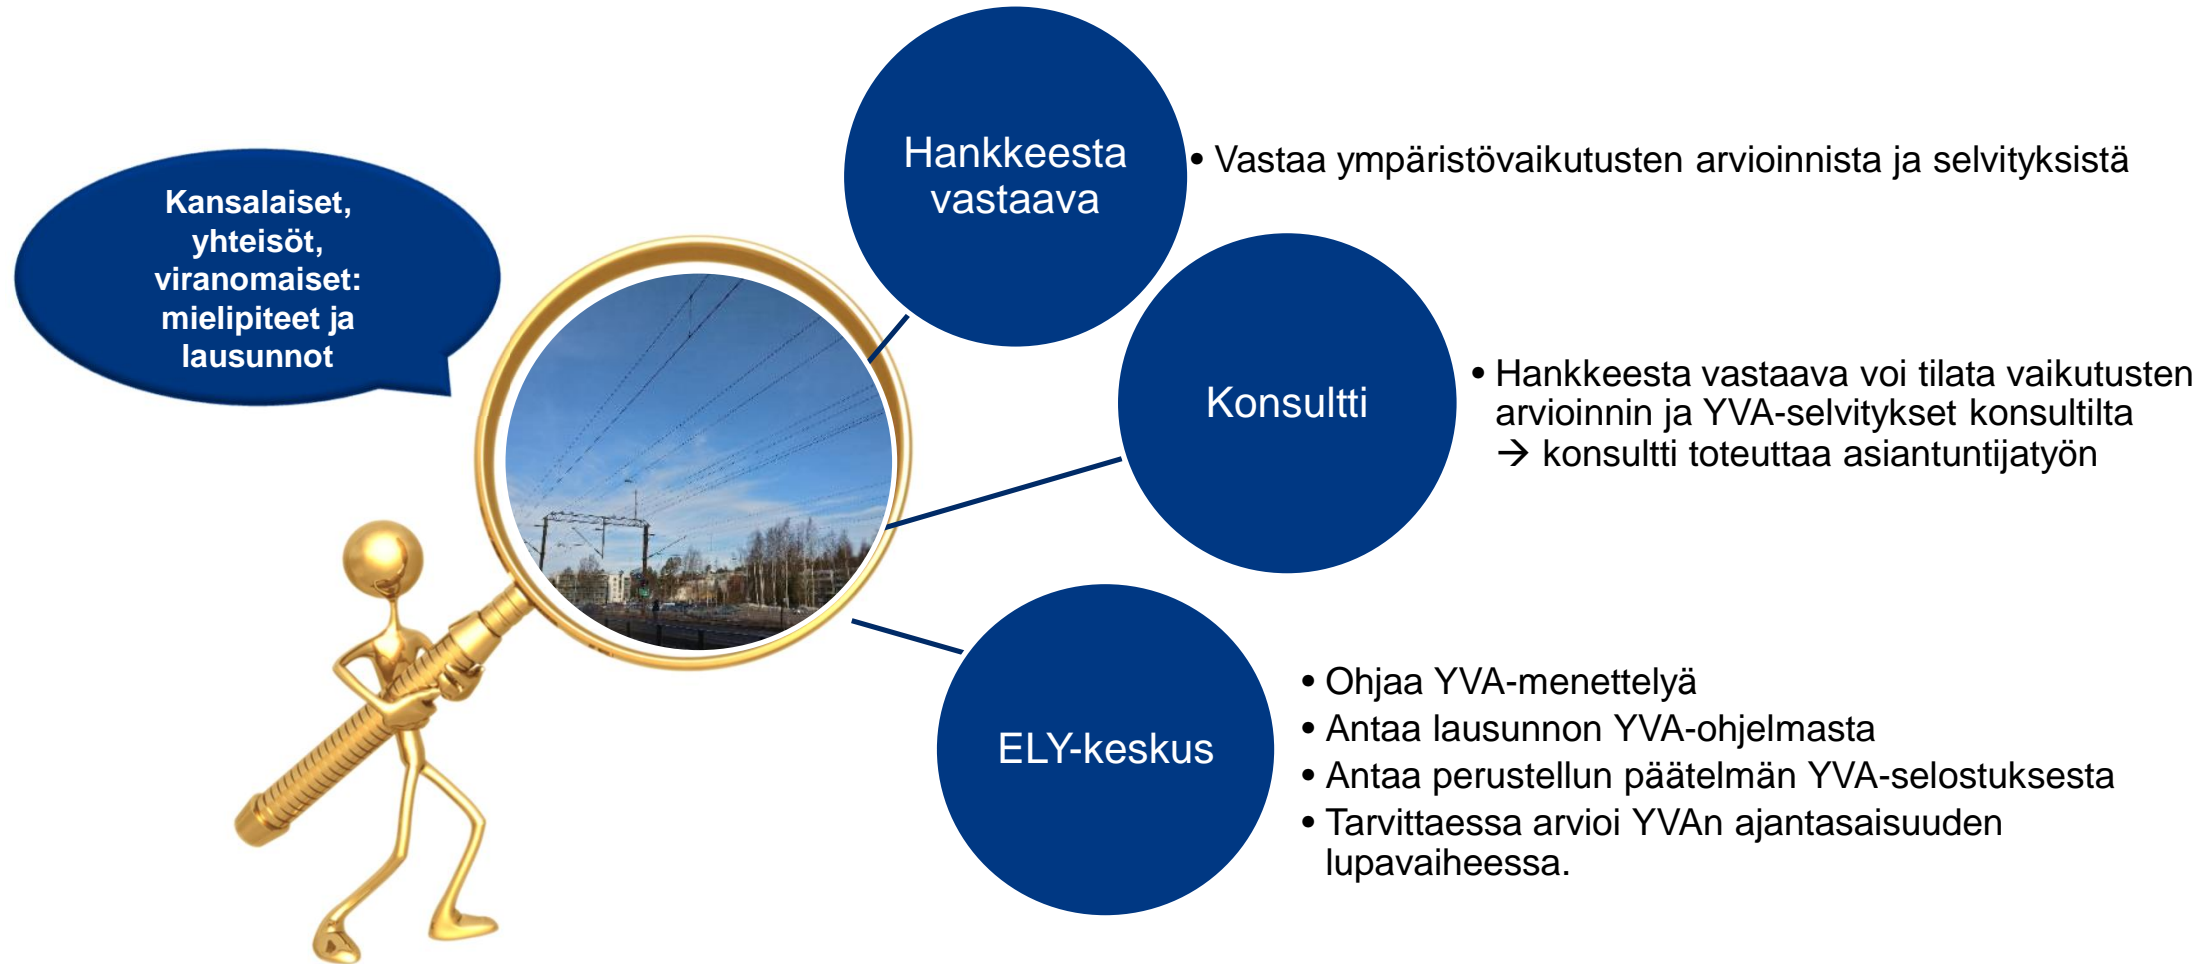 Kansalaiset,
yhteisöt,
viranomaiset:
mielipiteet ja
lausunnot
Hankkeesta
vastaava
• Vastaa ympäristövaikutusten arvioinnista ja selvityksistä
Konsultti
• Hankkeesta vastaava voi tilata vaikutusten
arvioinnin ja YVA-selvitykset konsultilta
→ konsultti toteuttaa asiantuntijatyön
ELY-keskus
• Ohjaa YVA-menettelyä
• Antaa lausunnon YVA-ohjelmasta
• Antaa perustellun päätelmän YVA-selostuksesta
• Tarvittaessa arvioi YVAn ajantasaisuuden
lupavaiheessa.